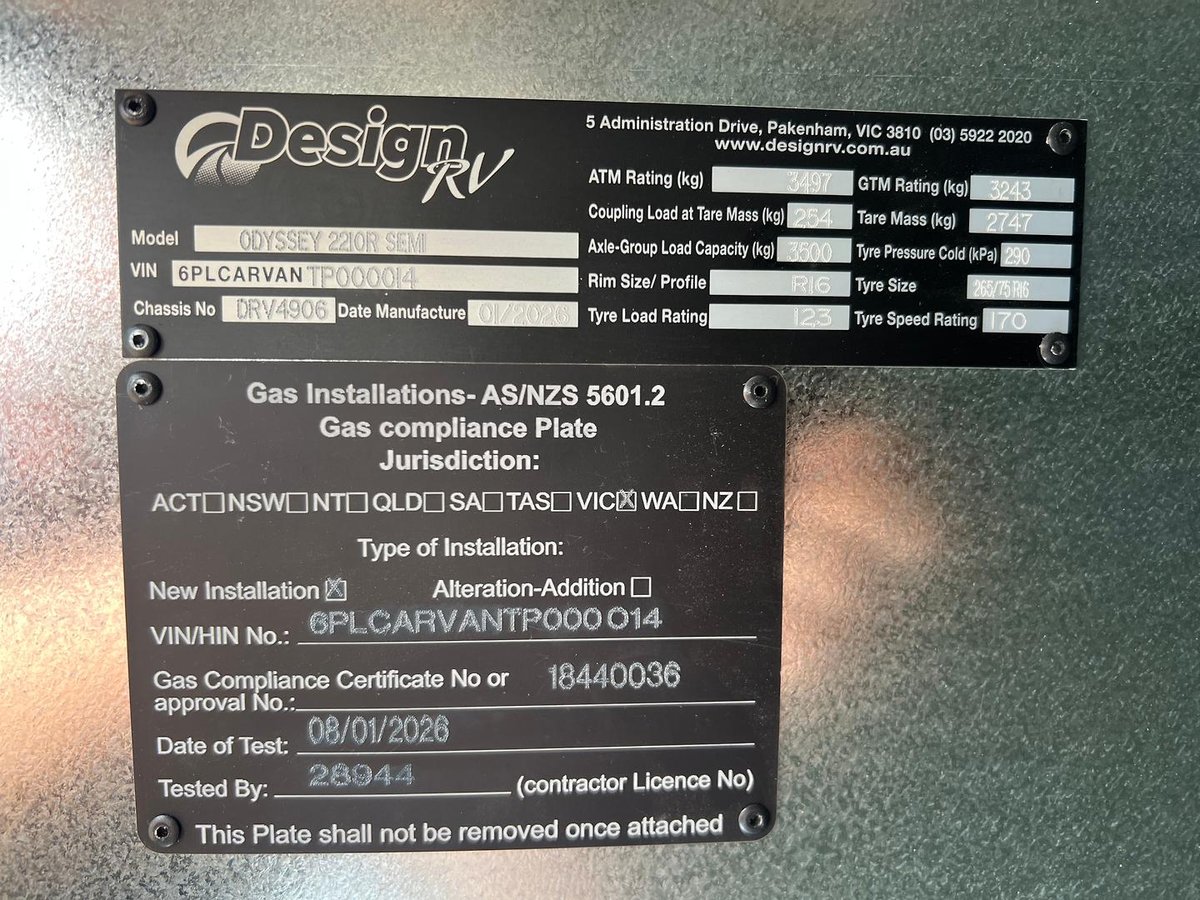 Design RV
5 Administration Drive, Pakenham, VIC 3810 (03) 5922 2020
www.designrv.com.au
Model ODYSSEY 2210R SEMI
VIN 6PLCARVANTP000014
Chassis No DRV4906 Date Manufacture 01/2026
ATM Rating (kg) 3497 GTM Rating (kg) 3243
Coupling Load at Tare Mass (kg) 254 Tare Mass (kg) 2747
Axle-Group Load Capacity (kg) 3500 Tyre Pressure Cold (kPa) 290
Rim Size/ Profile R16 Tyre Size 265/75 R16
Tyre Load Rating 123 Tyre Speed Rating 170
Gas Installations- AS/NZS 5601.2
Gas compliance Plate
Jurisdiction:
ACT☐ NSW☐ NT☐ QLD☐ SA☐ TAS☐ VIC☒ WA☐ NZ☐
Type of Installation:
New Installation☒ Alteration-Addition☐
VIN/HIN No.: 6PLCARVANTP000014
Gas Compliance Certificate No or 18440036
approval No.:
Date of Test: 08/01/2026
Tested By: 28944 (contractor Licence No)
This Plate shall not be removed once attached